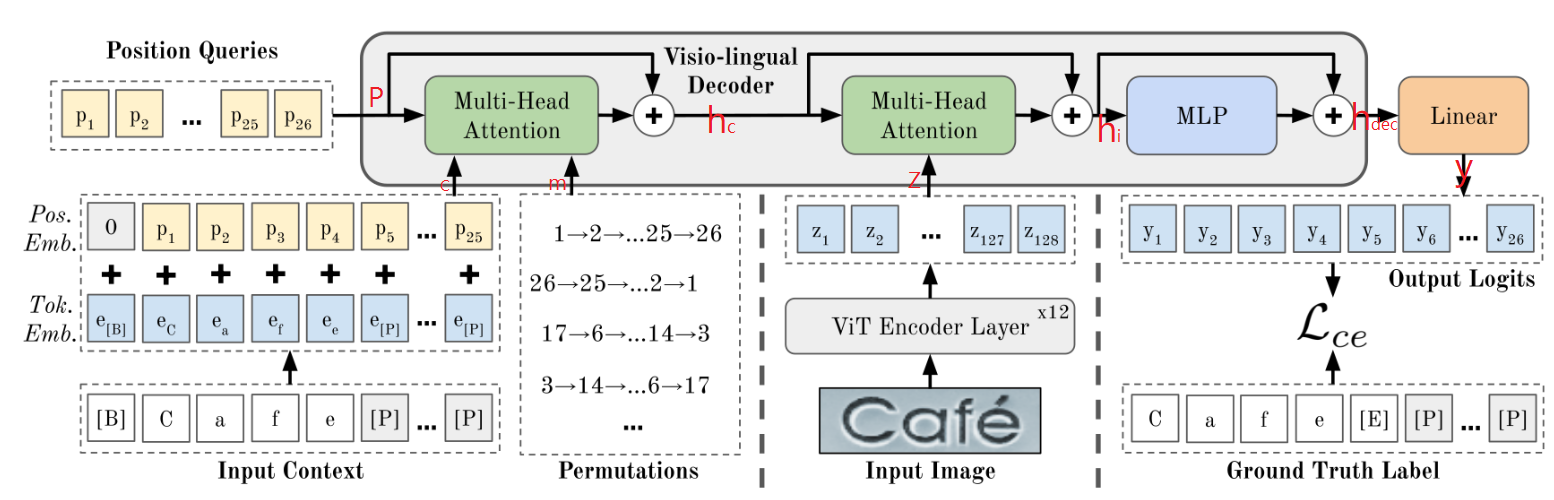 Position Queries
p1 p2 ... p25 p26
P
Multi-Head
Attention
+
Visio-lingual
Decoder
hc
Multi-Head
Attention
+
hi
MLP
+
hdec
Linear
y
c
m
z
Pos.
Emb.
0 p1 p2 p3 p4 p5 ... p25
+ + + + + + +
Tok.
Emb.
e[B] eC ea ef ee e[P] ... e[P]
[B] C a f e [P] ... [P]
Input Context
1→2→...25→26
26→25→...2→1
17→6→...14→3
3→14→...6→17
...
Permutations
z1 z2 ... z127 z128
ViT Encoder Layer x12
Café
Input Image
y1 y2 y3 y4 y5 y6 ... y26
Output Logits
ℒce
C a f e [E] [P] ... [P]
Ground Truth Label